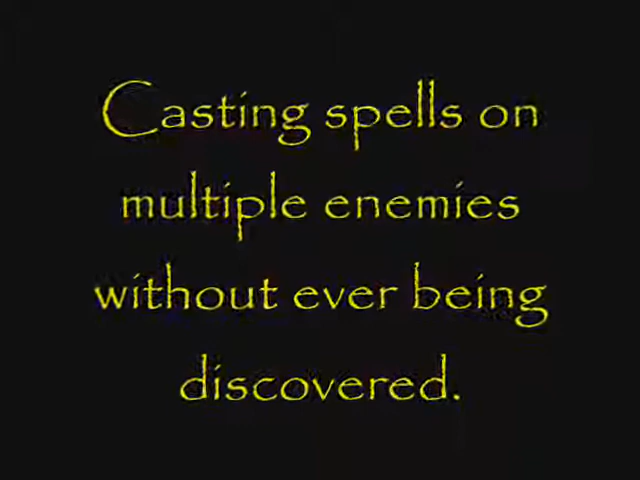 Casting spells on
multiple enemies
without ever being
discovered.